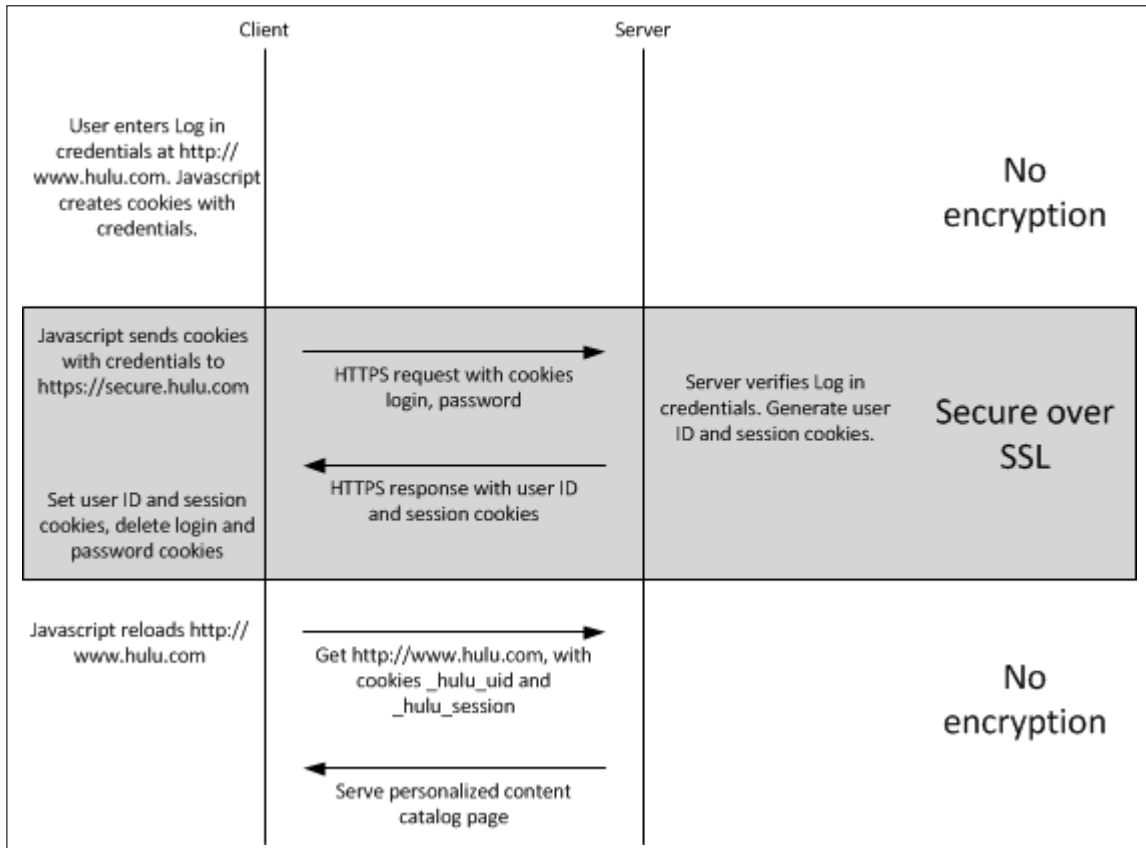 Client
Server
User enters Log in
credentials at http://
www.hulu.com. Javascript
creates cookies with
credentials.
No
encryption
Javascript sends cookies
with credentials to
https://secure.hulu.com
HTTPS request with cookies
login, password
Server verifies Log in
credentials. Generate user
ID and session cookies.
Secure over
SSL
HTTPS response with user ID
and session cookies
Set user ID and session
cookies, delete login and
password cookies
Javascript reloads http://
www.hulu.com
Get http://www.hulu.com, with
cookies _hulu_uid and
_hulu_session
No
encryption
Serve personalized content
catalog page